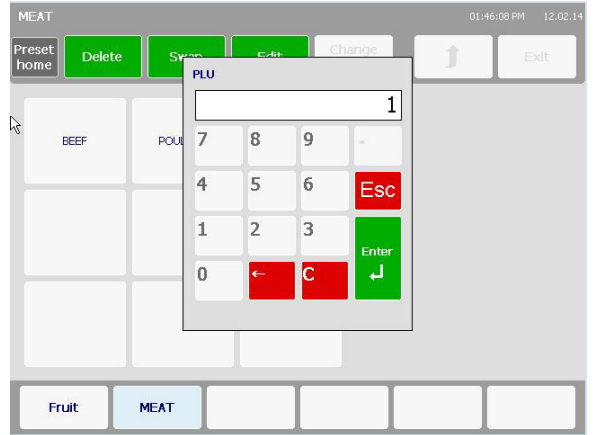 MEAT
01:46:08 PM 12.02.14
Preset
home
Delete
Change
Exit
PLU
1
7 8 9 .
4 5 6 Esc
1 2 3 Enter
0 ← C ↵
BEEF
Fruit
MEAT